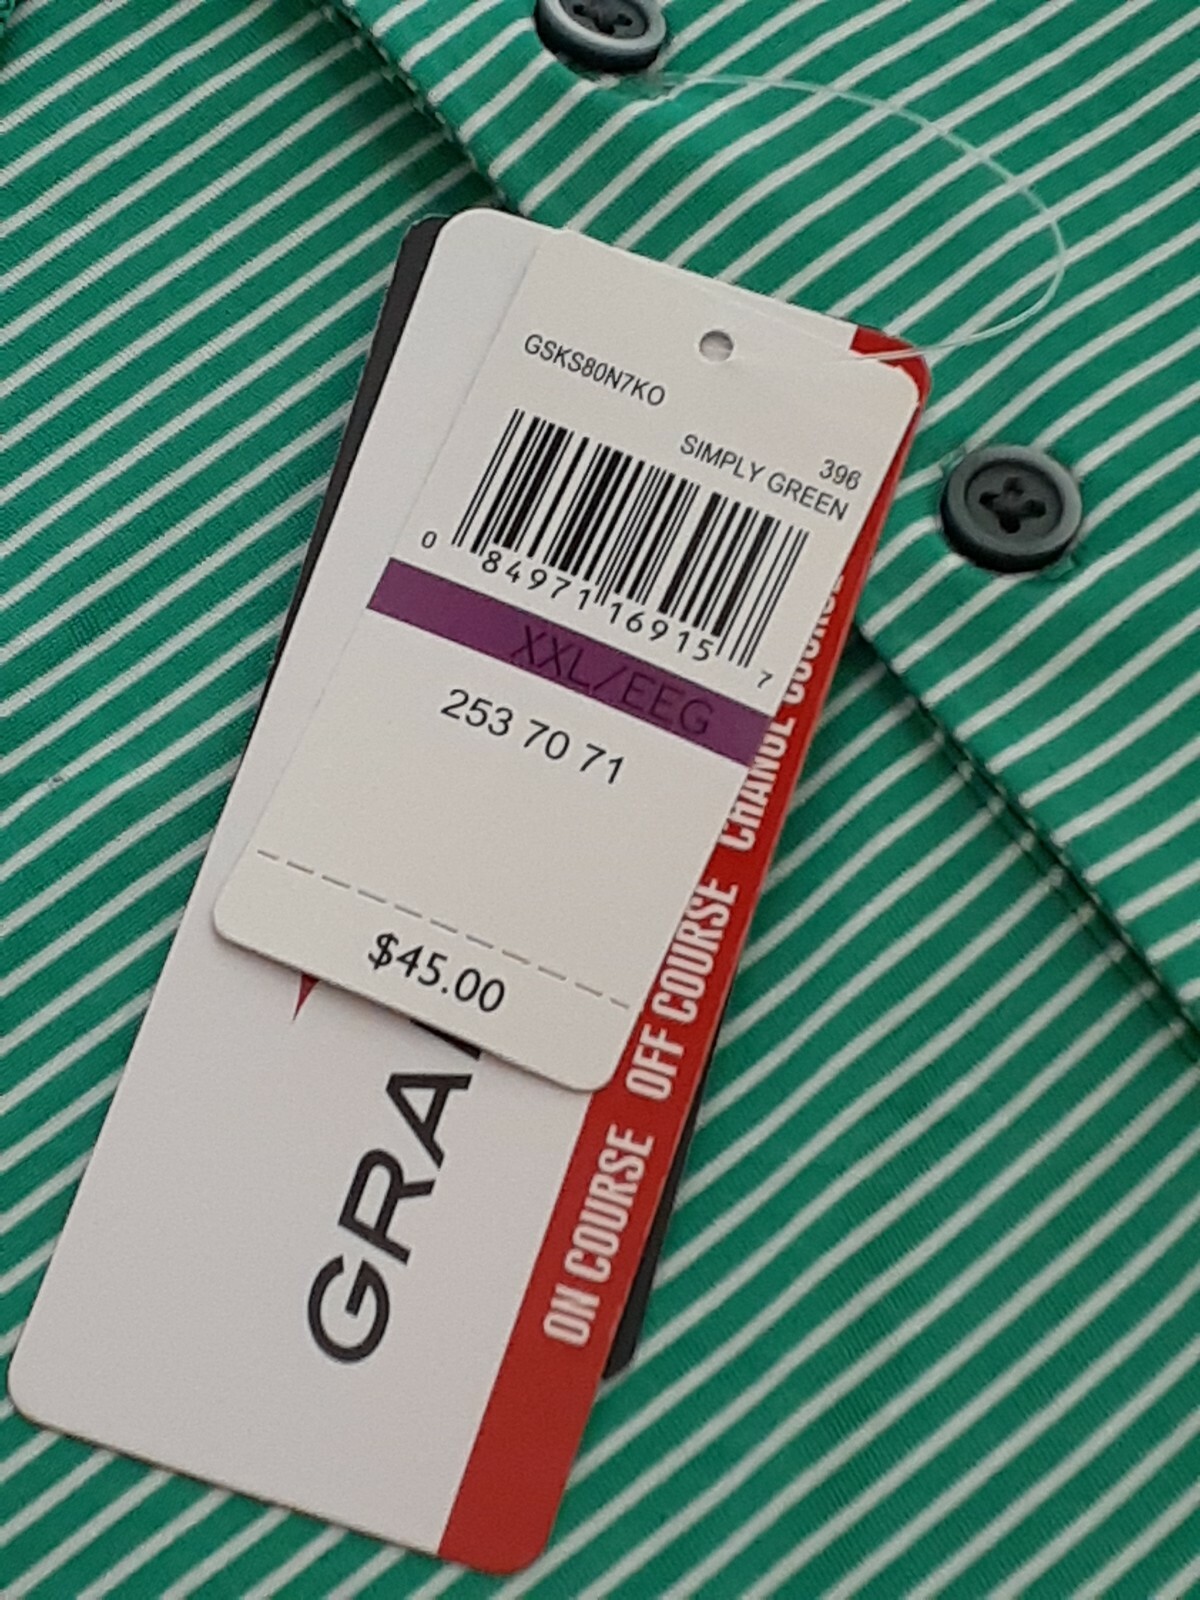 GSKS80N7KO
396
SIMPLY GREEN
0 84971 16915 7
XXL/EEG
253 70 71
$45.00
GRA
ON COURSE OFF COURSE CHANGE COURSE